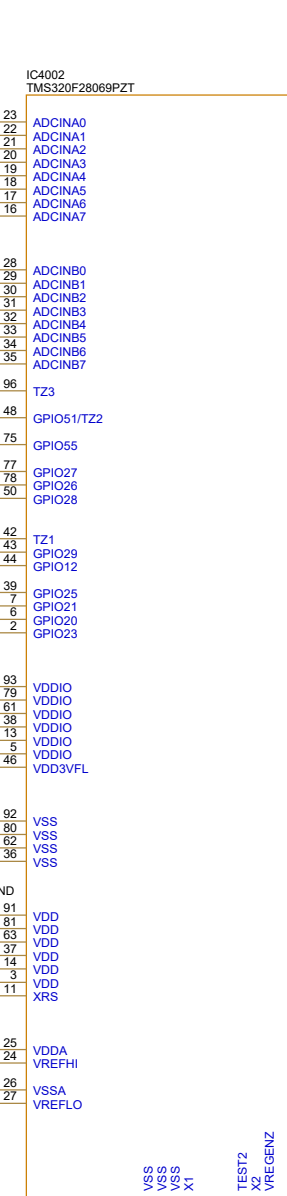 IC4002
TMS320F28069PZT
23 ADCINA0
22 ADCINA1
21 ADCINA2
20 ADCINA3
19 ADCINA4
18 ADCINA5
17 ADCINA6
16 ADCINA7
28 ADCINB0
29 ADCINB1
30 ADCINB2
31 ADCINB3
32 ADCINB4
33 ADCINB5
34 ADCINB6
35 ADCINB7
96 TZ3
48 GPIO51/TZ2
75 GPIO55
77 GPIO27
78 GPIO26
50 GPIO28
42 TZ1
43 GPIO29
44 GPIO12
39 GPIO25
7 GPIO21
6 GPIO20
2 GPIO23
93 VDDIO
79 VDDIO
61 VDDIO
38 VDDIO
13 VDDIO
5 VDDIO
46 VDD3VFL
92 VSS
80 VSS
62 VSS
36 VSS
ND
91 VDD
81 VDD
63 VDD
37 VDD
14 VDD
3 VDD
11 XRS
25 VDDA
24 VREFHI
26 VSSA
27 VREFLO
VSS
VSS
VSS
X1
TEST2
X2
VREGENZ